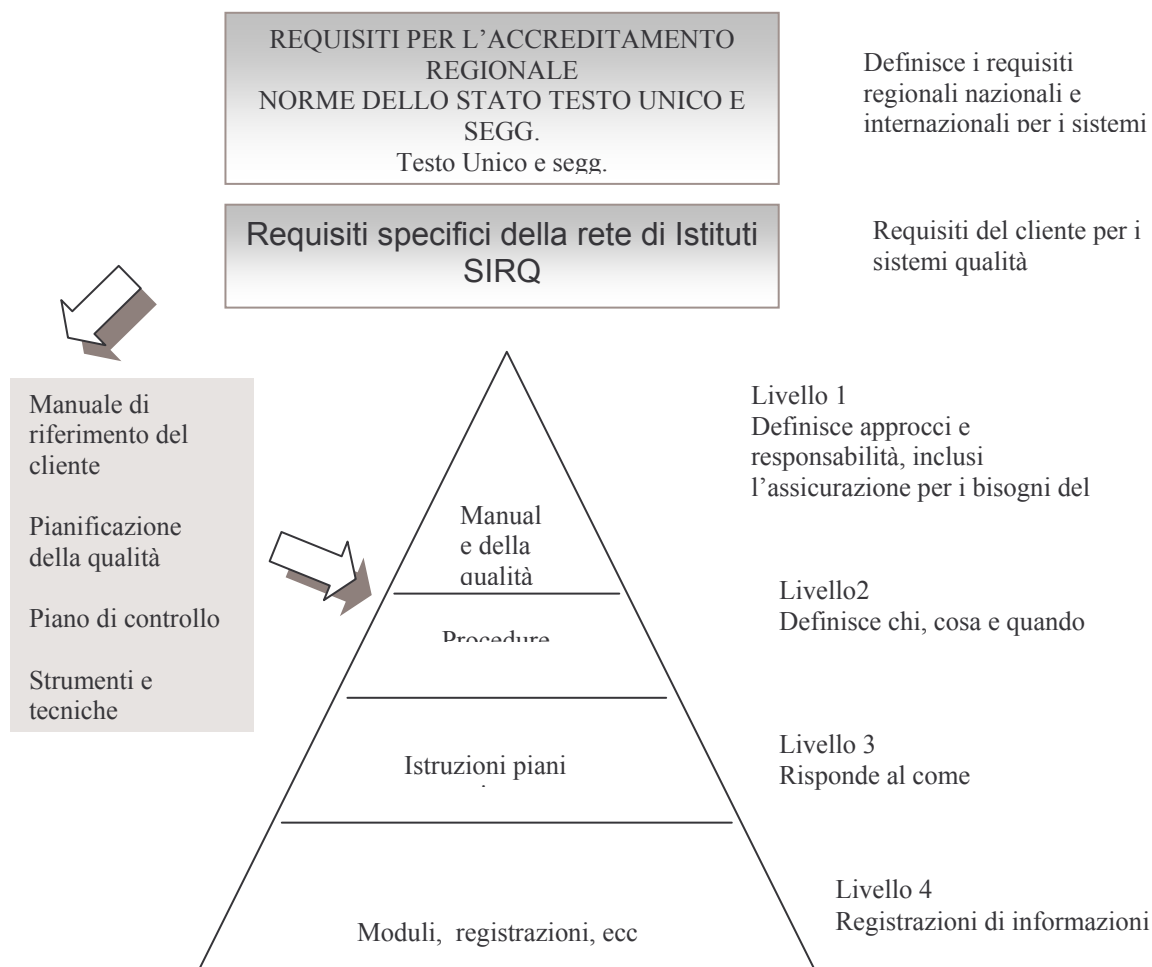 REQUISITI PER L’ACCREDITAMENTO
REGIONALE
NORME DELLO STATO TESTO UNICO E
SEGG.
Testo Unico e segg.
Definisce i requisiti
regionali nazionali e
internazionali per i sistemi
Requisiti specifici della rete di Istituti
SIRQ
Requisiti del cliente per i
sistemi qualità
Manuale di
riferimento del
cliente
Pianificazione
della qualità
Piano di controllo
Strumenti e
tecniche
Manual
e della
qualità
Procedure
Istruzioni piani
Moduli, registrazioni, ecc
Livello 1
Definisce approcci e
responsabilità, inclusi
l’assicurazione per i bisogni del
Livello2
Definisce chi, cosa e quando
Livello 3
Risponde al come
Livello 4
Registrazioni di informazioni